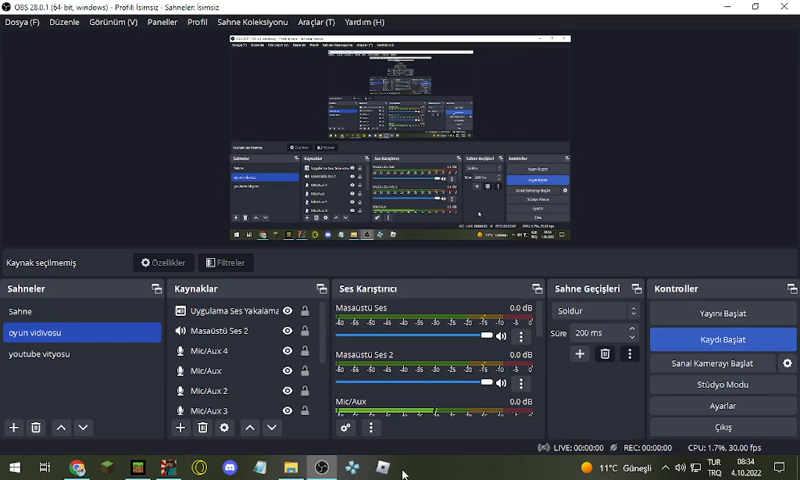 OBS 28.0.1 (64-bit, windows) - Profil: İsimsiz - Sahneler: İsimsiz
Dosya (F) Düzenle Görünüm (V) Paneller Profil Sahne Koleksiyonu Araçlar (T) Yardım (H)
Kaynak seçilmemiş Özellikler Filtreler
Sahneler
Sahne
oyun vidivosu
youtube vityosu
Kaynaklar
Uygulama Ses Yakalama
Masaüstü Ses 2
Mic/Aux 4
Mic/Aux
Mic/Aux 2
Mic/Aux 3
Ses Karıştırıcı
Masaüstü Ses 0.0 dB
-60 -55 -50 -45 -40 -35 -30 -25 -20 -15 -10 -5 0
Masaüstü Ses 2 0.0 dB
-60 -55 -50 -45 -40 -35 -30 -25 -20 -15 -10 -5 0
Mic/Aux 0.0 dB
Sahne Geçişleri
Soldur
Süre 200 ms
Kontroller
Yayını Başlat
Kaydı Başlat
Sanal Kamerayı Başlat
Stüdyo Modu
Ayarlar
Çıkış
LIVE: 00:00:00 REC: 00:00:00 CPU: 1.7%, 30.00 fps
11°C Güneşli TUR TRQ 08:34 4.10.2022